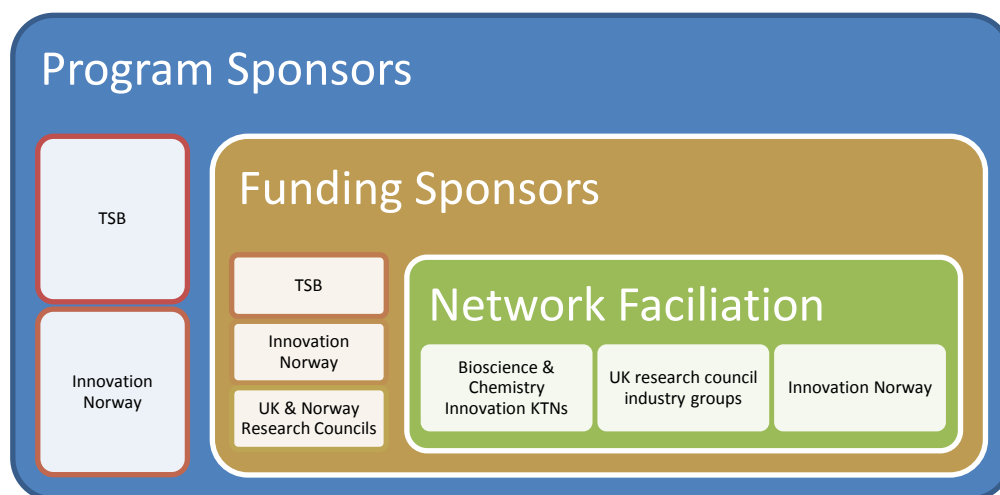 Program Sponsors
TSB
Innovation
Norway
Funding Sponsors
TSB
Innovation
Norway
UK & Norway
Research Councils
Network Faciliation
Bioscience &
Chemistry
Innovation KTNs
UK research council
industry groups
Innovation Norway